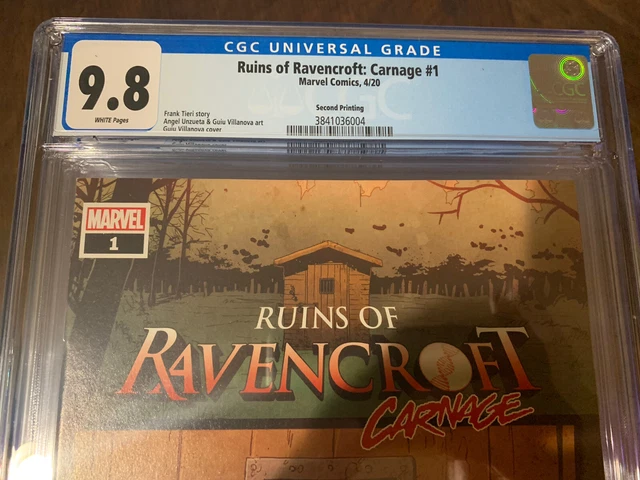 CGC UNIVERSAL GRADE
9.8
WHITE Pages
Ruins of Ravencroft: Carnage #1
Marvel Comics, 4/20
Second Printing
Frank Tieri story
Angel Unzueta & Guiu Villanova art
Guiu Villanova cover
3841036004
CGC
MARVEL
1
RUINS OF
RAVENCROFT
CARNAGE